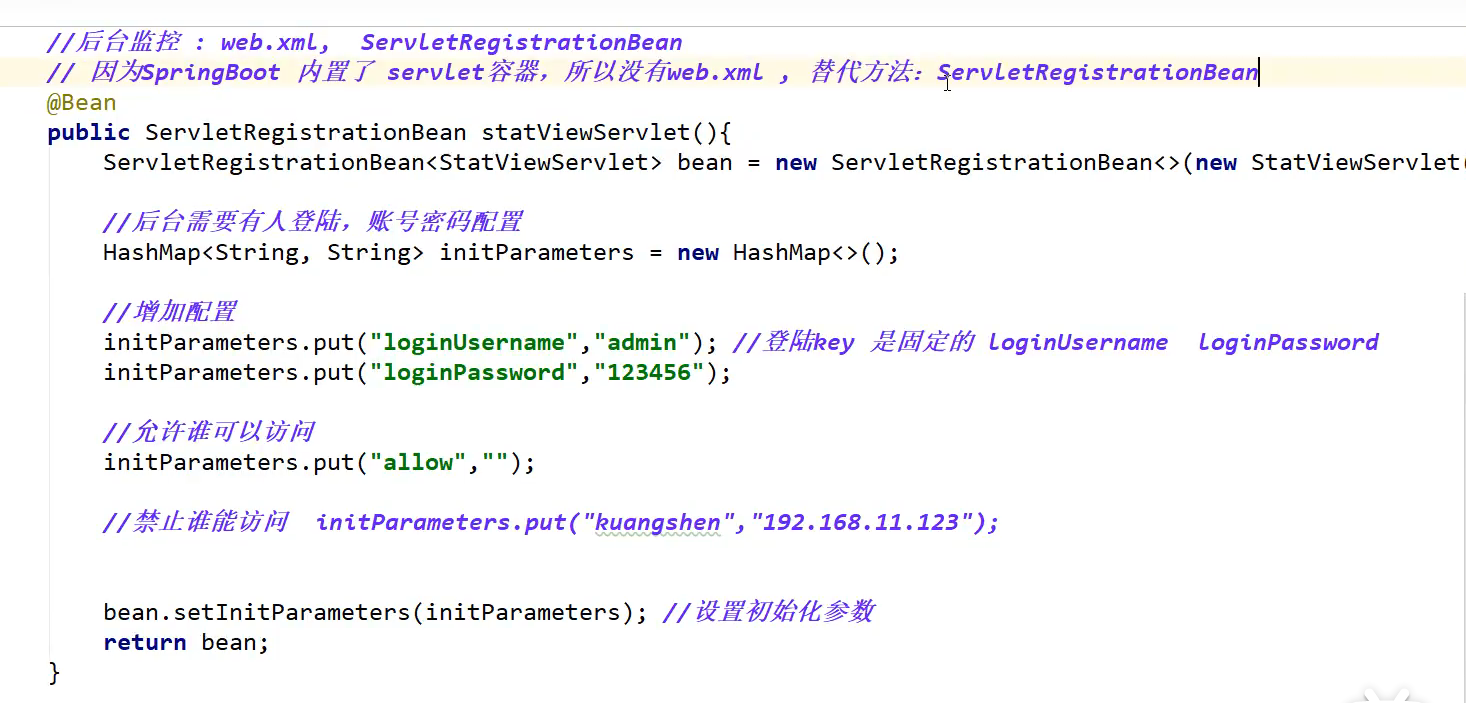 //后台监控 : web.xml, ServletRegistrationBean
// 因为SpringBoot 内置了 servlet容器，所以没有web.xml , 替代方法：ServletRegistrationBean
@Bean
public ServletRegistrationBean statViewServlet(){
    ServletRegistrationBean<StatViewServlet> bean = new ServletRegistrationBean<>(new StatViewServlet(
    //后台需要有人登陆，账号密码配置
    HashMap<String, String> initParameters = new HashMap<>();
    //增加配置
    initParameters.put("loginUsername","admin"); //登陆key 是固定的 loginUsername  loginPassword
    initParameters.put("loginPassword","123456");
    //允许谁可以访问
    initParameters.put("allow","");
    //禁止谁能访问  initParameters.put("kuangshen","192.168.11.123");
    bean.setInitParameters(initParameters); //设置初始化参数
    return bean;
}